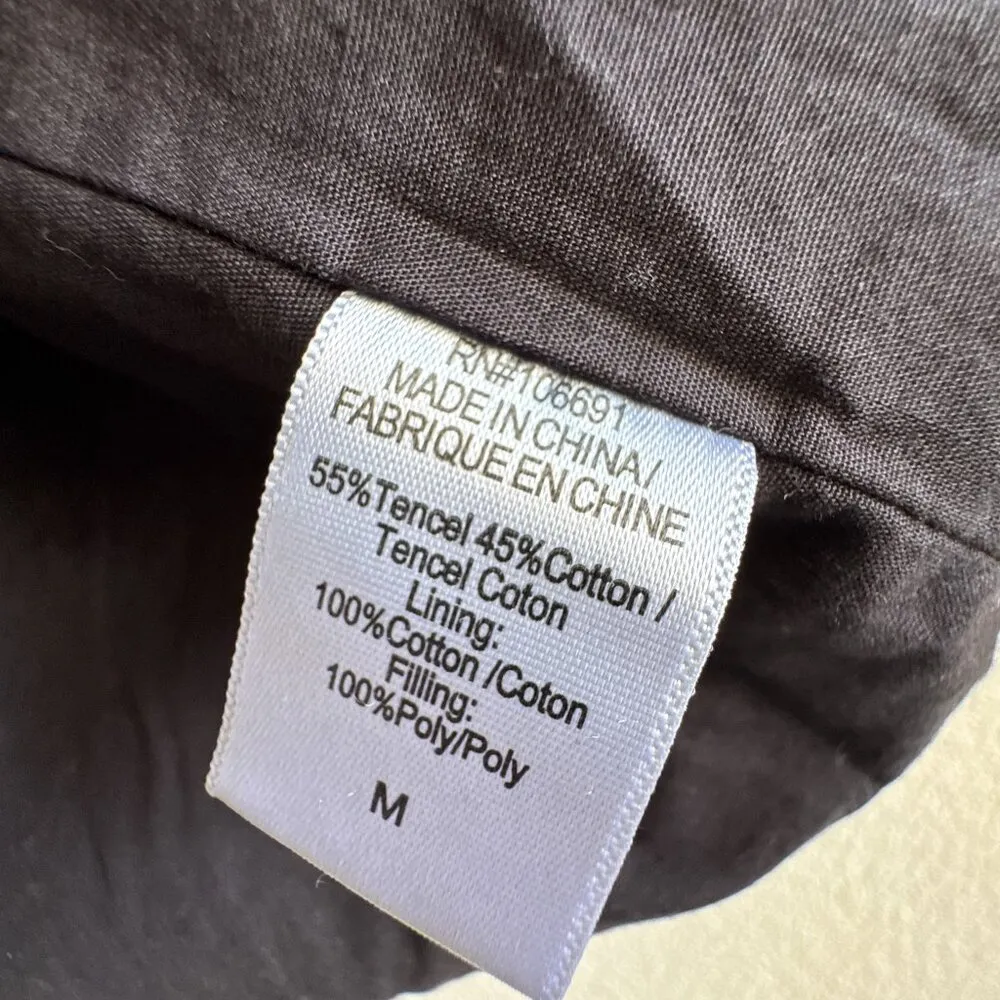 RN#106691
MADE IN CHINA/
FABRIQUE EN CHINE
55%Tencel 45%Cotton /
Tencel Coton
Lining:
100%Cotton /Coton
Filling:
100%Poly/Poly
M